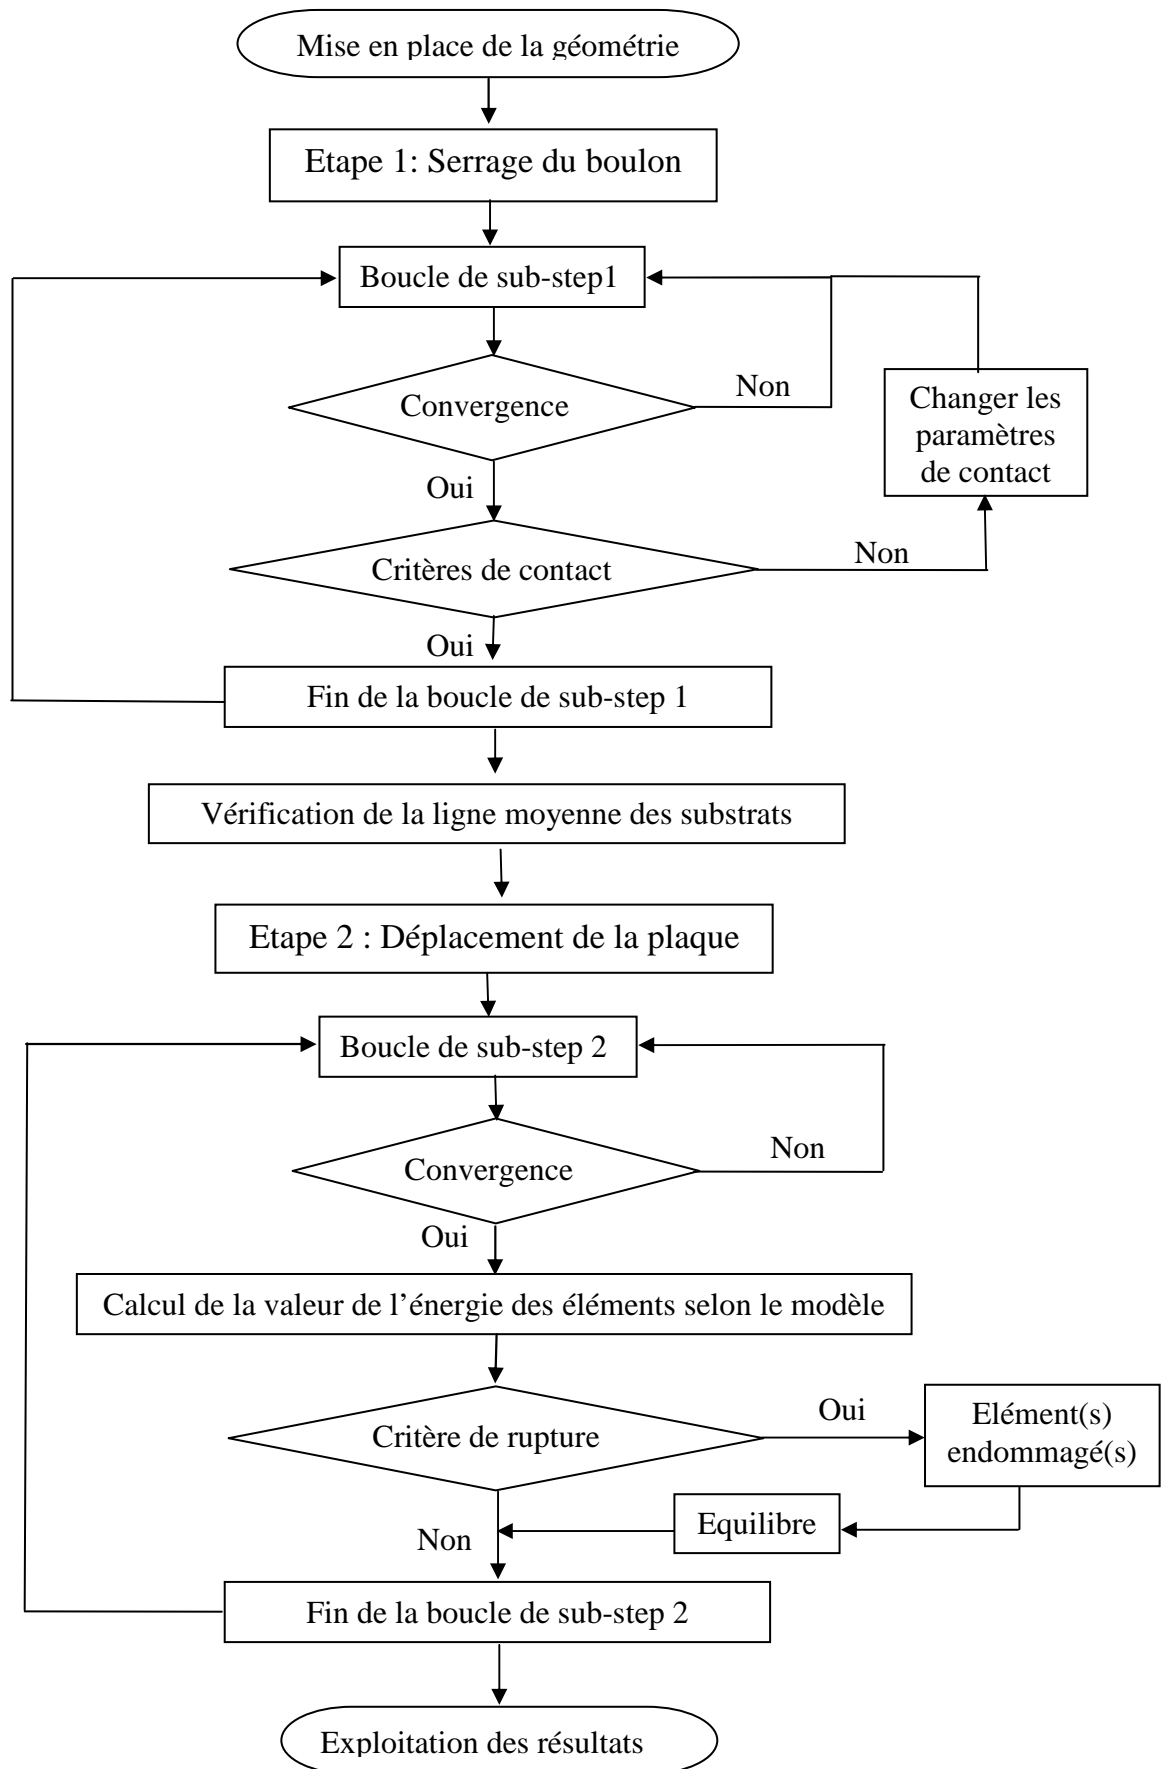 Mise en place de la géométrie
Etape 1: Serrage du boulon
Boucle de sub-step1
Convergence
Non
Changer les
paramètres
de contact
Oui
Critères de contact
Non
Oui
Fin de la boucle de sub-step 1
Vérification de la ligne moyenne des substrats
Etape 2 : Déplacement de la plaque
Boucle de sub-step 2
Convergence
Non
Oui
Calcul de la valeur de l’énergie des éléments selon le modèle
Critère de rupture
Oui
Elément(s)
endommagé(s)
Equilibre
Non
Fin de la boucle de sub-step 2
Exploitation des résultats